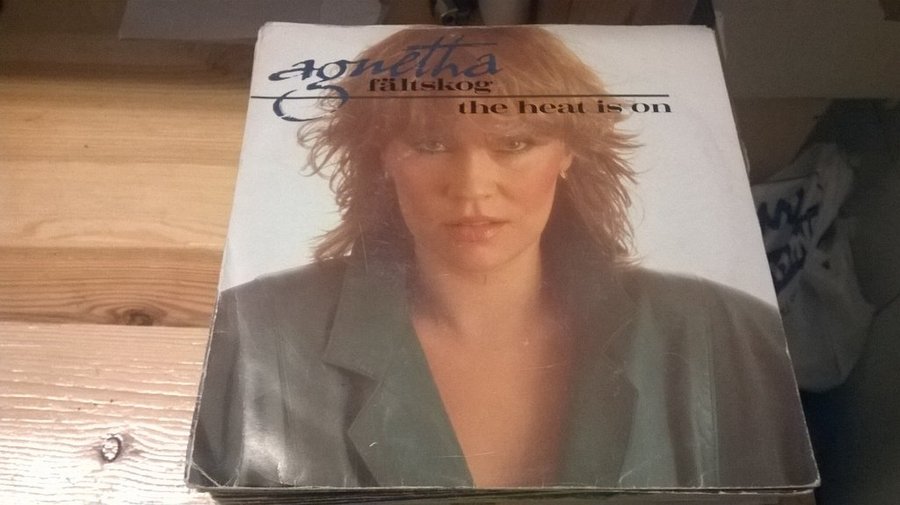 agnetha
fältskog
the heat is on